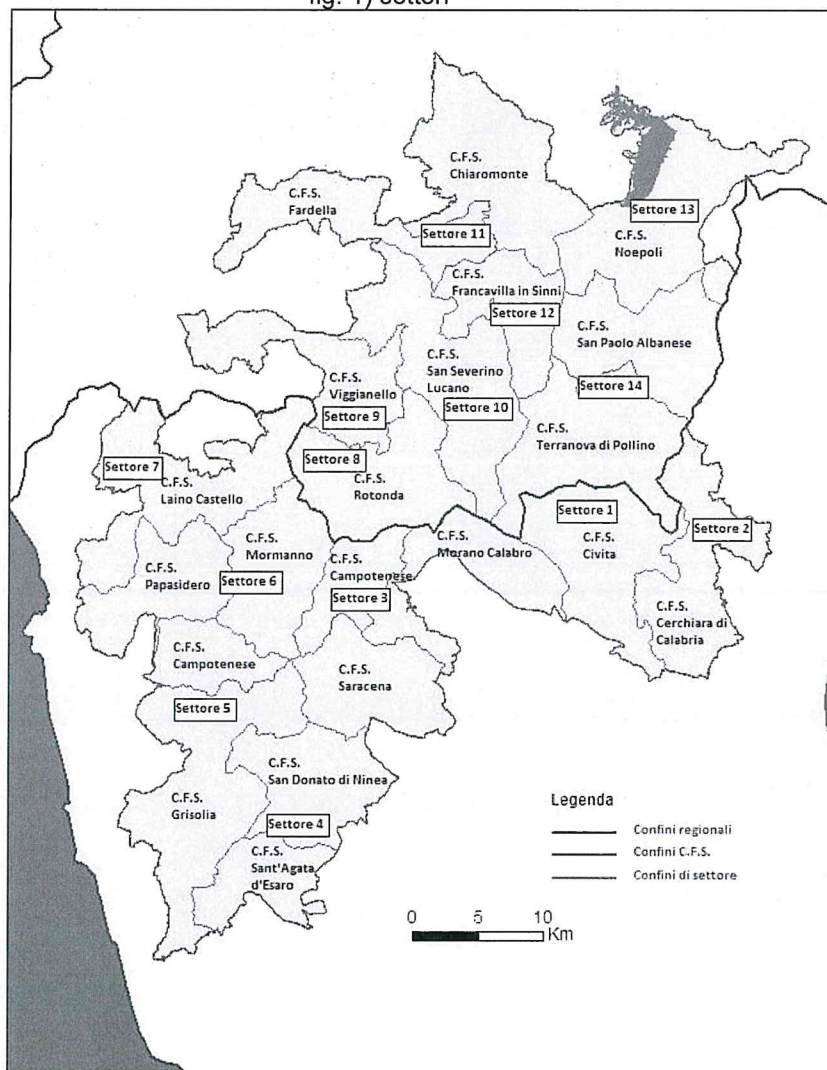 fig. 1) settori
C.F.S.
Chiaromonte
C.F.S.
Fardella
Settore 13
Settore 11
C.F.S.
Noepoli
C.F.S.
Francavilla in Sinni
Settore 12
C.F.S.
San Paolo Albanese
C.F.S.
San Severino
Lucano
C.F.S.
Viggianello
Settore 14
Settore 9
Settore 10
C.F.S.
Terranova di Pollino
Settore 8
Settore 7
C.F.S.
Laino Castello
C.F.S.
Rotonda
Settore 1
C.F.S.
Civita
Settore 2
C.F.S.
Mormanno
C.F.S.
Morano Calabro
C.F.S.
Papasidero
C.F.S.
Campotenese
Settore 6
Settore 3
C.F.S.
Cerchiara di
Calabria
C.F.S.
Campotenese
C.F.S.
Saracena
Settore 5
C.F.S.
San Donato di Ninea
C.F.S.
Grisolia
Settore 4
C.F.S.
Sant'Agata
d'Esaro
Legenda
Confini regionali
Confini C.F.S.
Confini di settore
0 5 10
Km